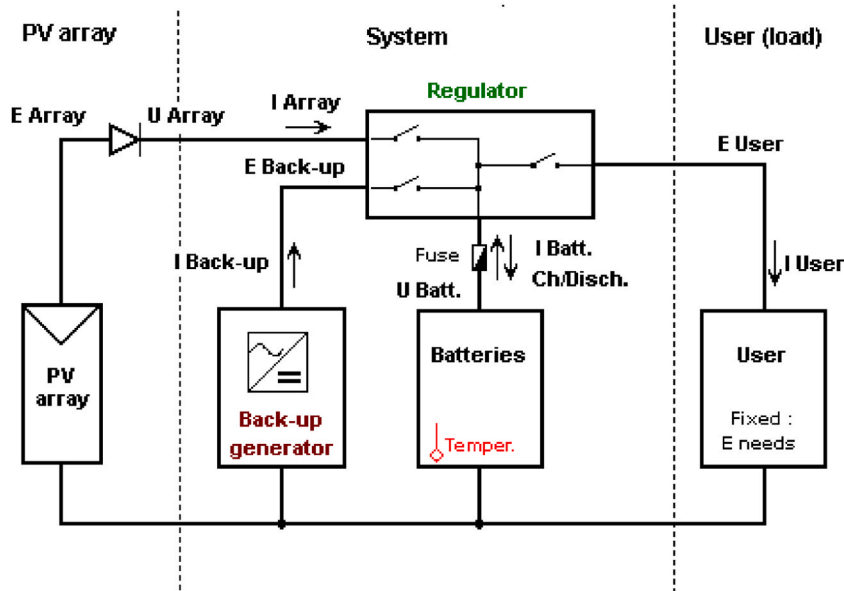 PV array
System
User (load)
Regulator
E Array
U Array
I Array
E Back-up
E User
I Back-up
Fuse
I Batt.
Ch/Disch.
U Batt.
I User
PV
array
Back-up
generator
Batteries
Temper.
User
Fixed :
E needs